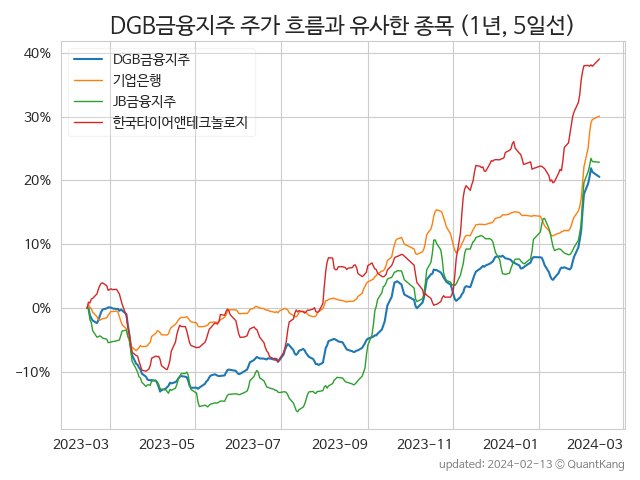 DGB금융지주 주가 흐름과 유사한 종목 (1년, 5일선)
40%
30%
20%
10%
0%
−10%
DGB금융지주
기업은행
JB금융지주
한국타이어앤테크놀로지
2023-03 2023-05 2023-07 2023-09 2023-11 2024-01 2024-03
updated: 2024-02-13 © QuantKang